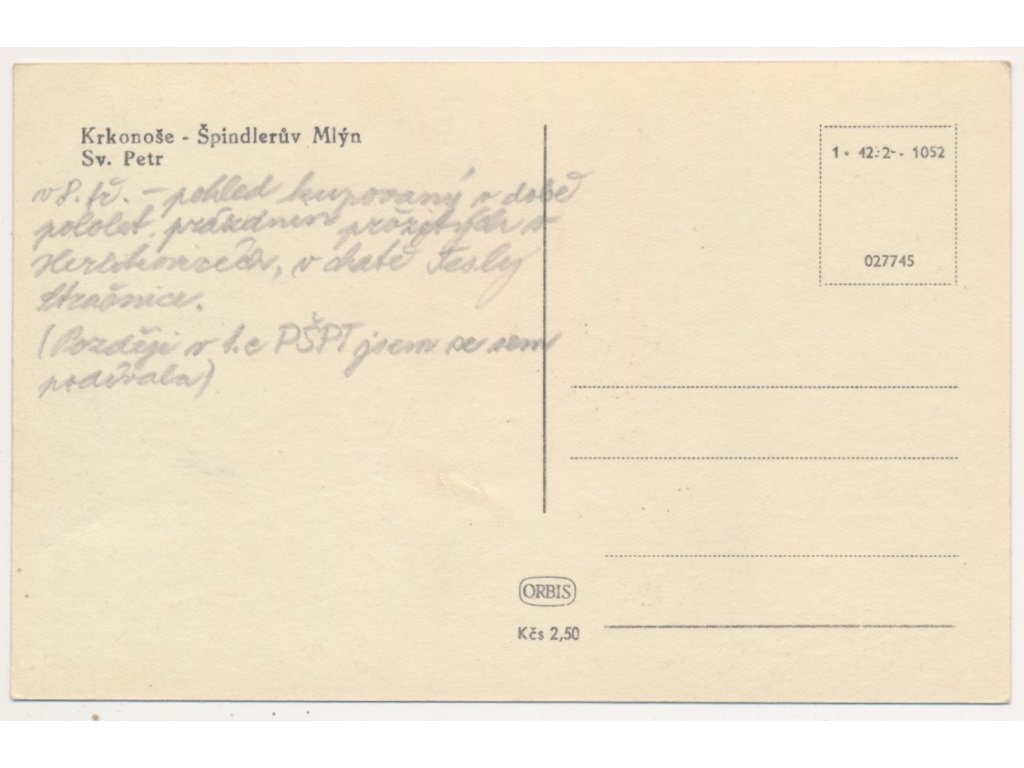 Krkonoše - Špindlerův Mlýn
Sv. Petr
v 8. tř. - pohled kupovaný v době
pololet. prázdnin prožitých v
v chatě Tesly
Strašnice.
(Později v 1.c PŠPT jsem se sem
podívala)
1 - 42:2 - 1052
027745
ORBIS
Kčs 2,50